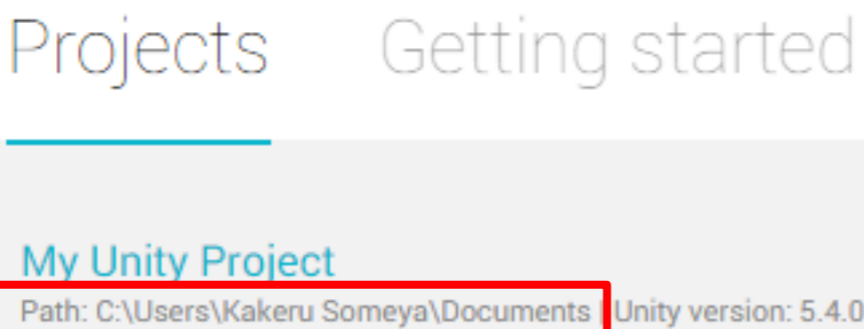 Projects Getting started
My Unity Project
Path: C:\Users\Kakeru Someya\Documents | Unity version: 5.4.0